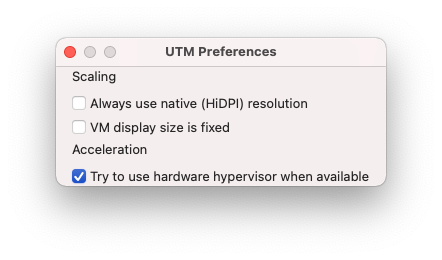 UTM Preferences
Scaling
Always use native (HiDPI) resolution
VM display size is fixed
Acceleration
Try to use hardware hypervisor when available